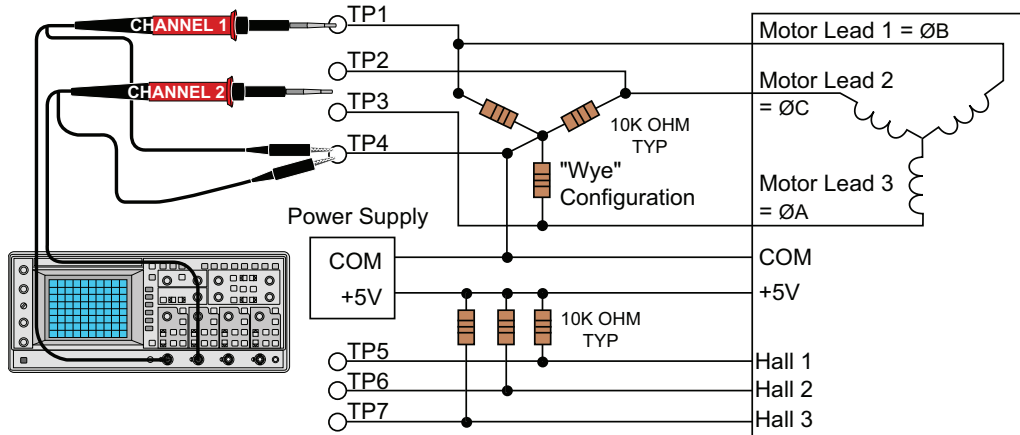 CHANNEL 1
TP1
Motor Lead 1 = ØB
TP2
CHANNEL 2
Motor Lead 2
= ØC
TP3
10K OHM
TYP
TP4
"Wye"
Configuration
Motor Lead 3
= ØA
Power Supply
COM
COM
+5V
+5V
10K OHM
TYP
TP5
Hall 1
TP6
Hall 2
TP7
Hall 3